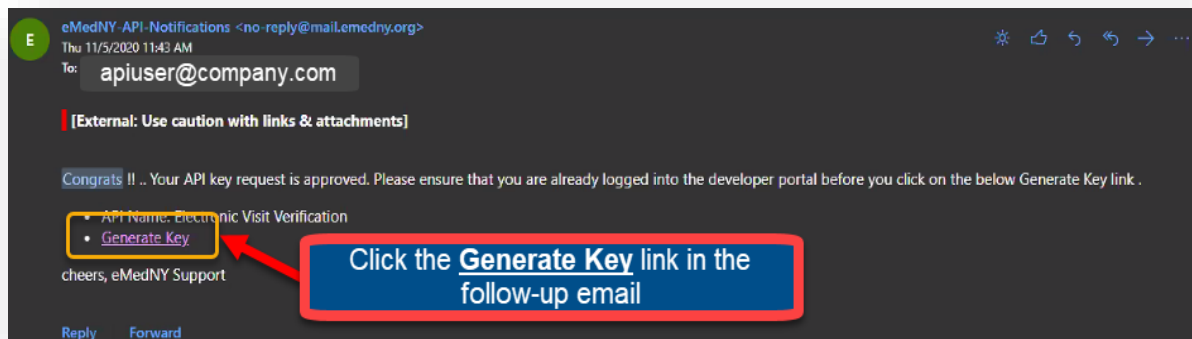 E
eMedNY-API-Notifications <no-reply@mail.emedny.org>
Thu 11/5/2020 11:43 AM
To: apiuser@company.com
[External: Use caution with links & attachments]
Congrats !! .. Your API key request is approved. Please ensure that you are already logged into the developer portal before you click on the below Generate Key link .
• API Name: Electronic Visit Verification
• Generate Key
Click the Generate Key link in the
follow-up email
cheers, eMedNY Support
Reply Forward